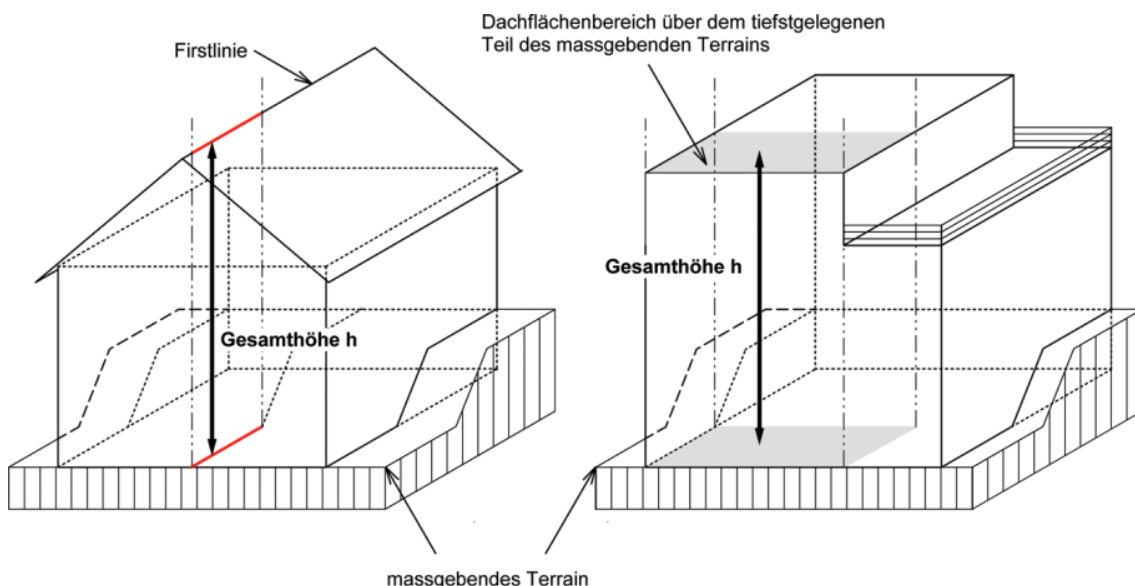 Dachflächenbereich über dem tiefstgelegenen
Teil des massgebenden Terrains
Firstlinie
Gesamthöhe h
Gesamthöhe h
massgebendes Terrain